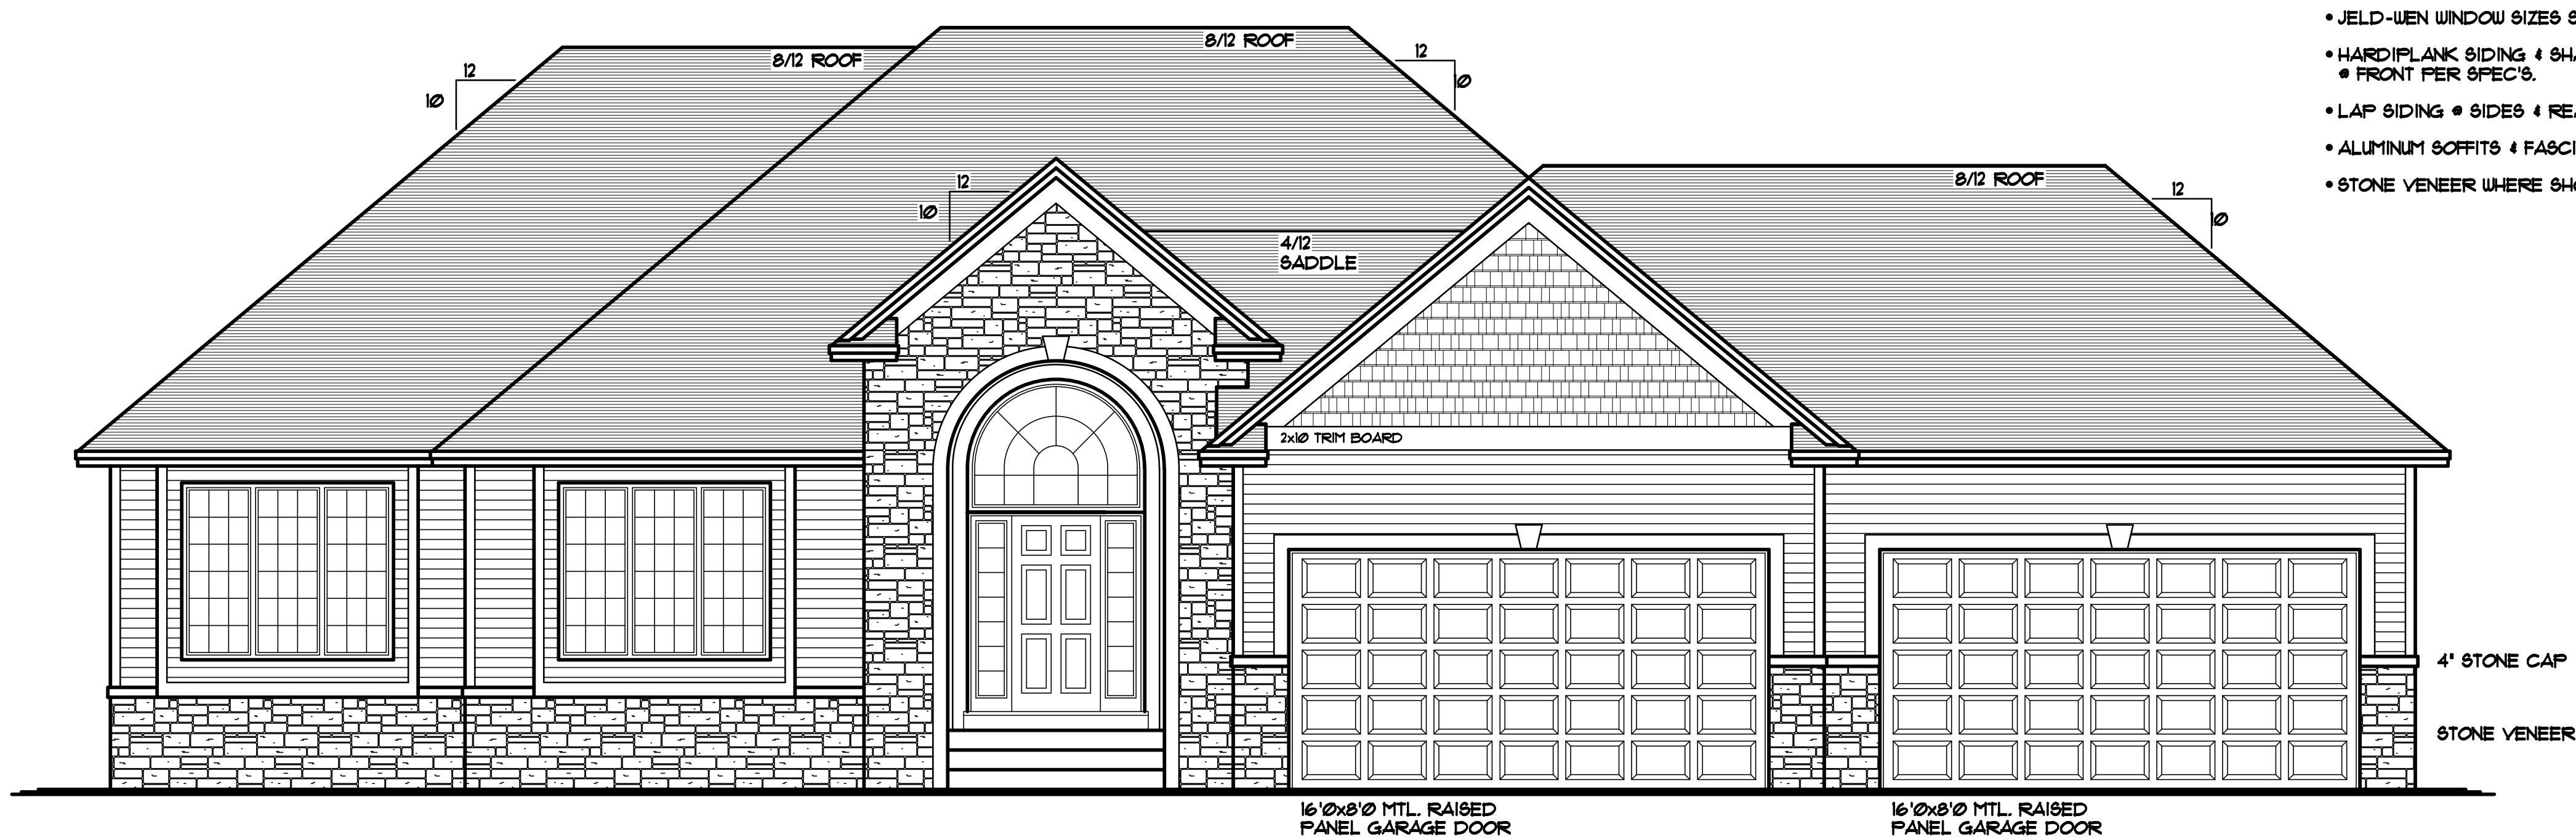 • JELD-WEN WINDOW SIZES
• HARDIPLANK SIDING &
@ FRONT PER SPEC'S.
• LAP SIDING @ SIDES &
• ALUMINUM SOFFITS &
• STONE VENEER WHERE
8/12 ROOF
12
10
8/12 ROOF
12
10
12
10
4/12
SADDLE
8/12 ROOF
12
10
2x10 TRIM BOARD
4" STONE CAP
STONE VENEER
16'0x8'0 MTL. RAISED
PANEL GARAGE DOOR
16'0x8'0 MTL. RAISED
PANEL GARAGE DOOR